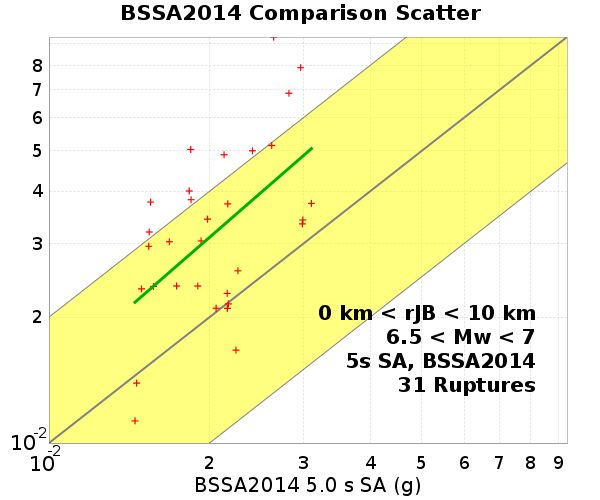 BSSA2014 Comparison Scatter
8
7
6
5
4
3
2
10-2
0 km < rJB < 10 km
6.5 < Mw < 7
5s SA, BSSA2014
31 Ruptures
10-2 2 3 4 5 6 7 8 9
BSSA2014 5.0 s SA (g)